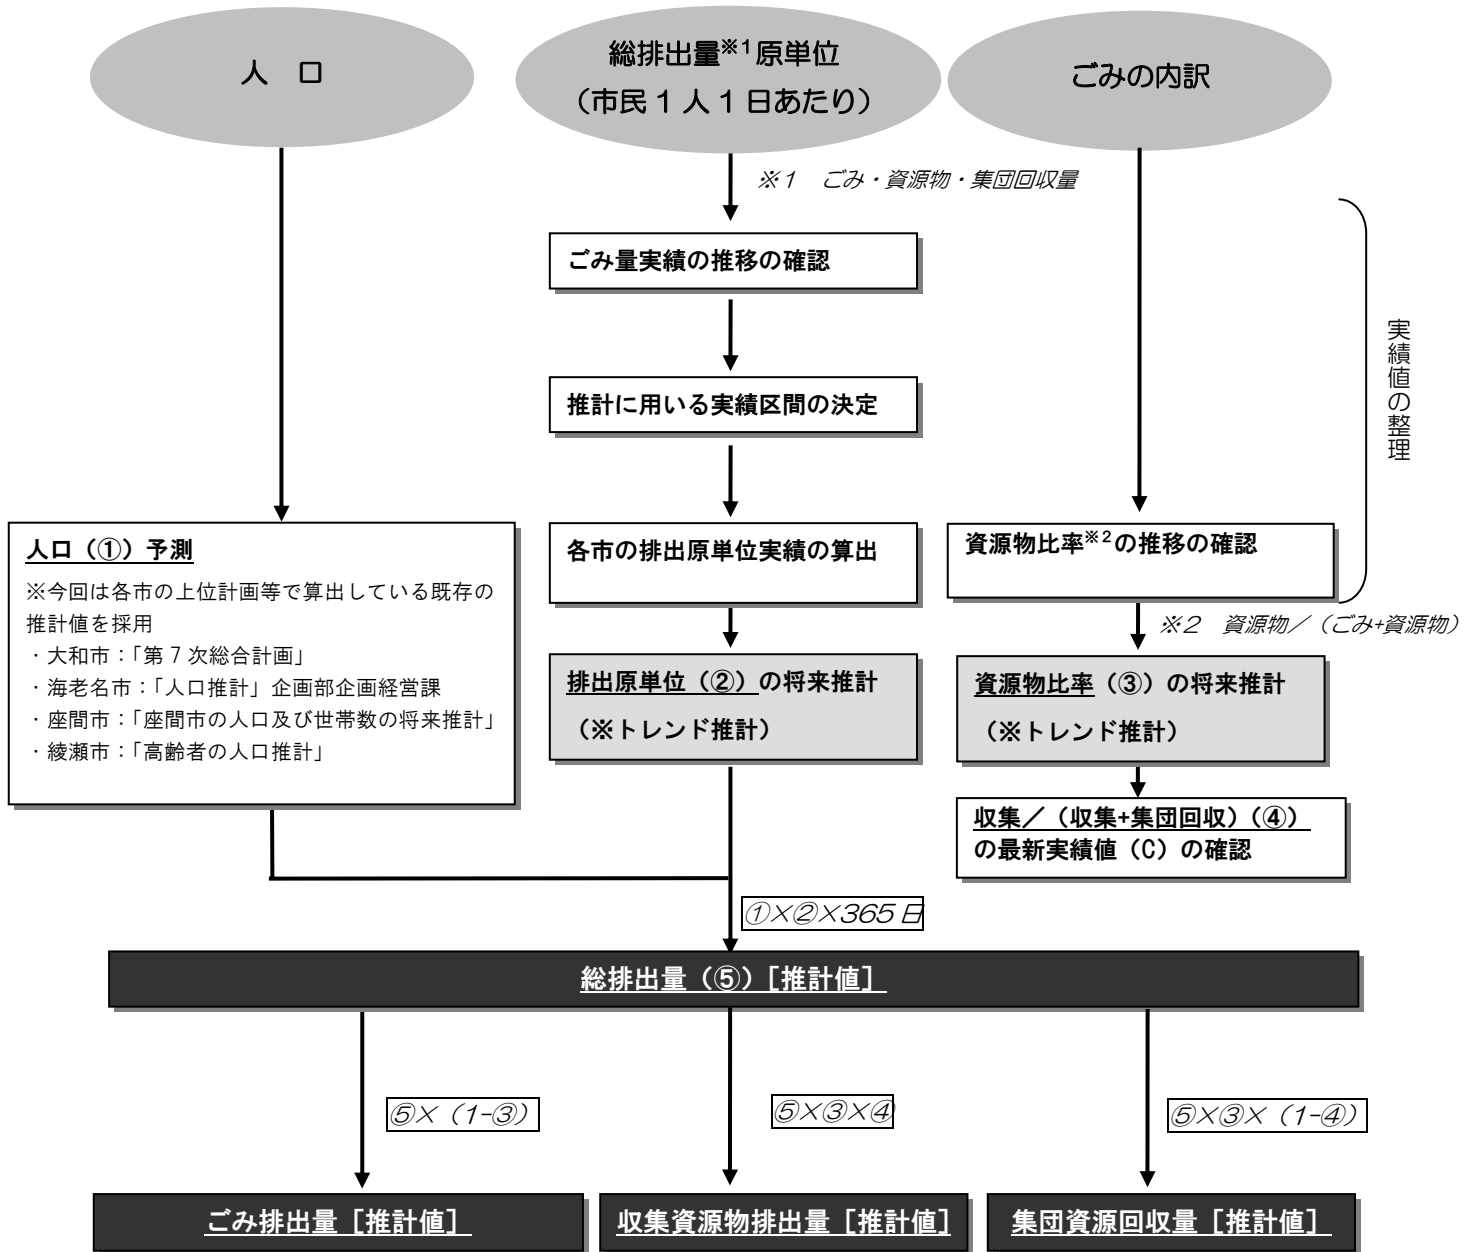 人　口
総排出量※1原単位
（市民1人1日あたり）
ごみの内訳
※1　ごみ・資源物・集団回収量
ごみ量実績の推移の確認
推計に用いる実績区間の決定
各市の排出原単位実績の算出
実績値の整理
人口（①）予測
※今回は各市の上位計画等で算出している既存の
推計値を採用
・大和市：「第7次総合計画」
・海老名市：「人口推計」企画部企画経営課
・座間市：「座間市の人口及び世帯数の将来推計」
・綾瀬市：「高齢者の人口推計」
資源物比率※2の推移の確認
※2　資源物／（ごみ+資源物）
排出原単位（②）の将来推計
（※トレンド推計）
資源物比率（③）の将来推計
（※トレンド推計）
収集／（収集+集団回収）（④）
の最新実績値（C）の確認
①×②×365日
総排出量（⑤）［推計値］
⑤×（1-③）
⑤×③×④
⑤×③×（1-④）
ごみ排出量［推計値］
収集資源物排出量［推計値］
集団資源回収量［推計値］